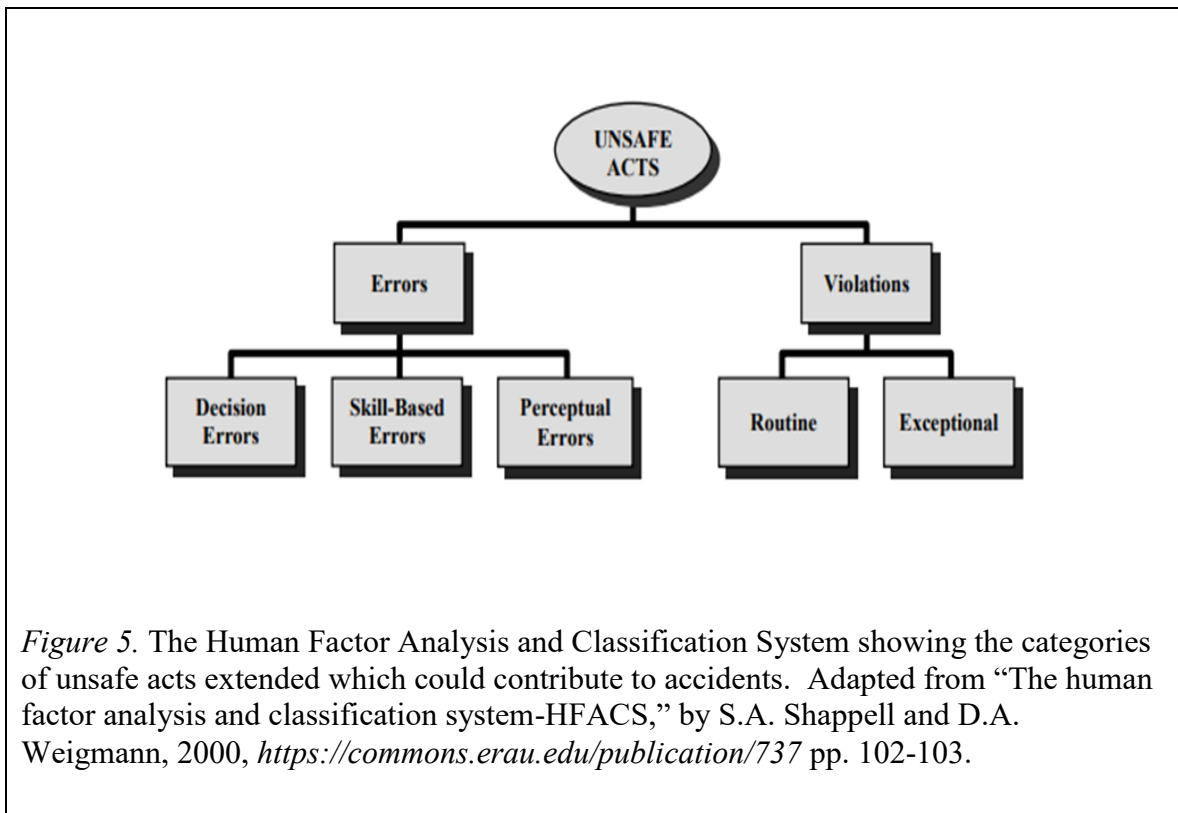 UNSAFE
ACTS
Errors
Violations
Decision
Errors
Skill-Based
Errors
Perceptual
Errors
Routine
Exceptional
Figure 5. The Human Factor Analysis and Classification System showing the categories
of unsafe acts extended which could contribute to accidents. Adapted from “The human
factor analysis and classification system-HFACS,” by S.A. Shappell and D.A.
Weigmann, 2000, https://commons.erau.edu/publication/737 pp. 102-103.